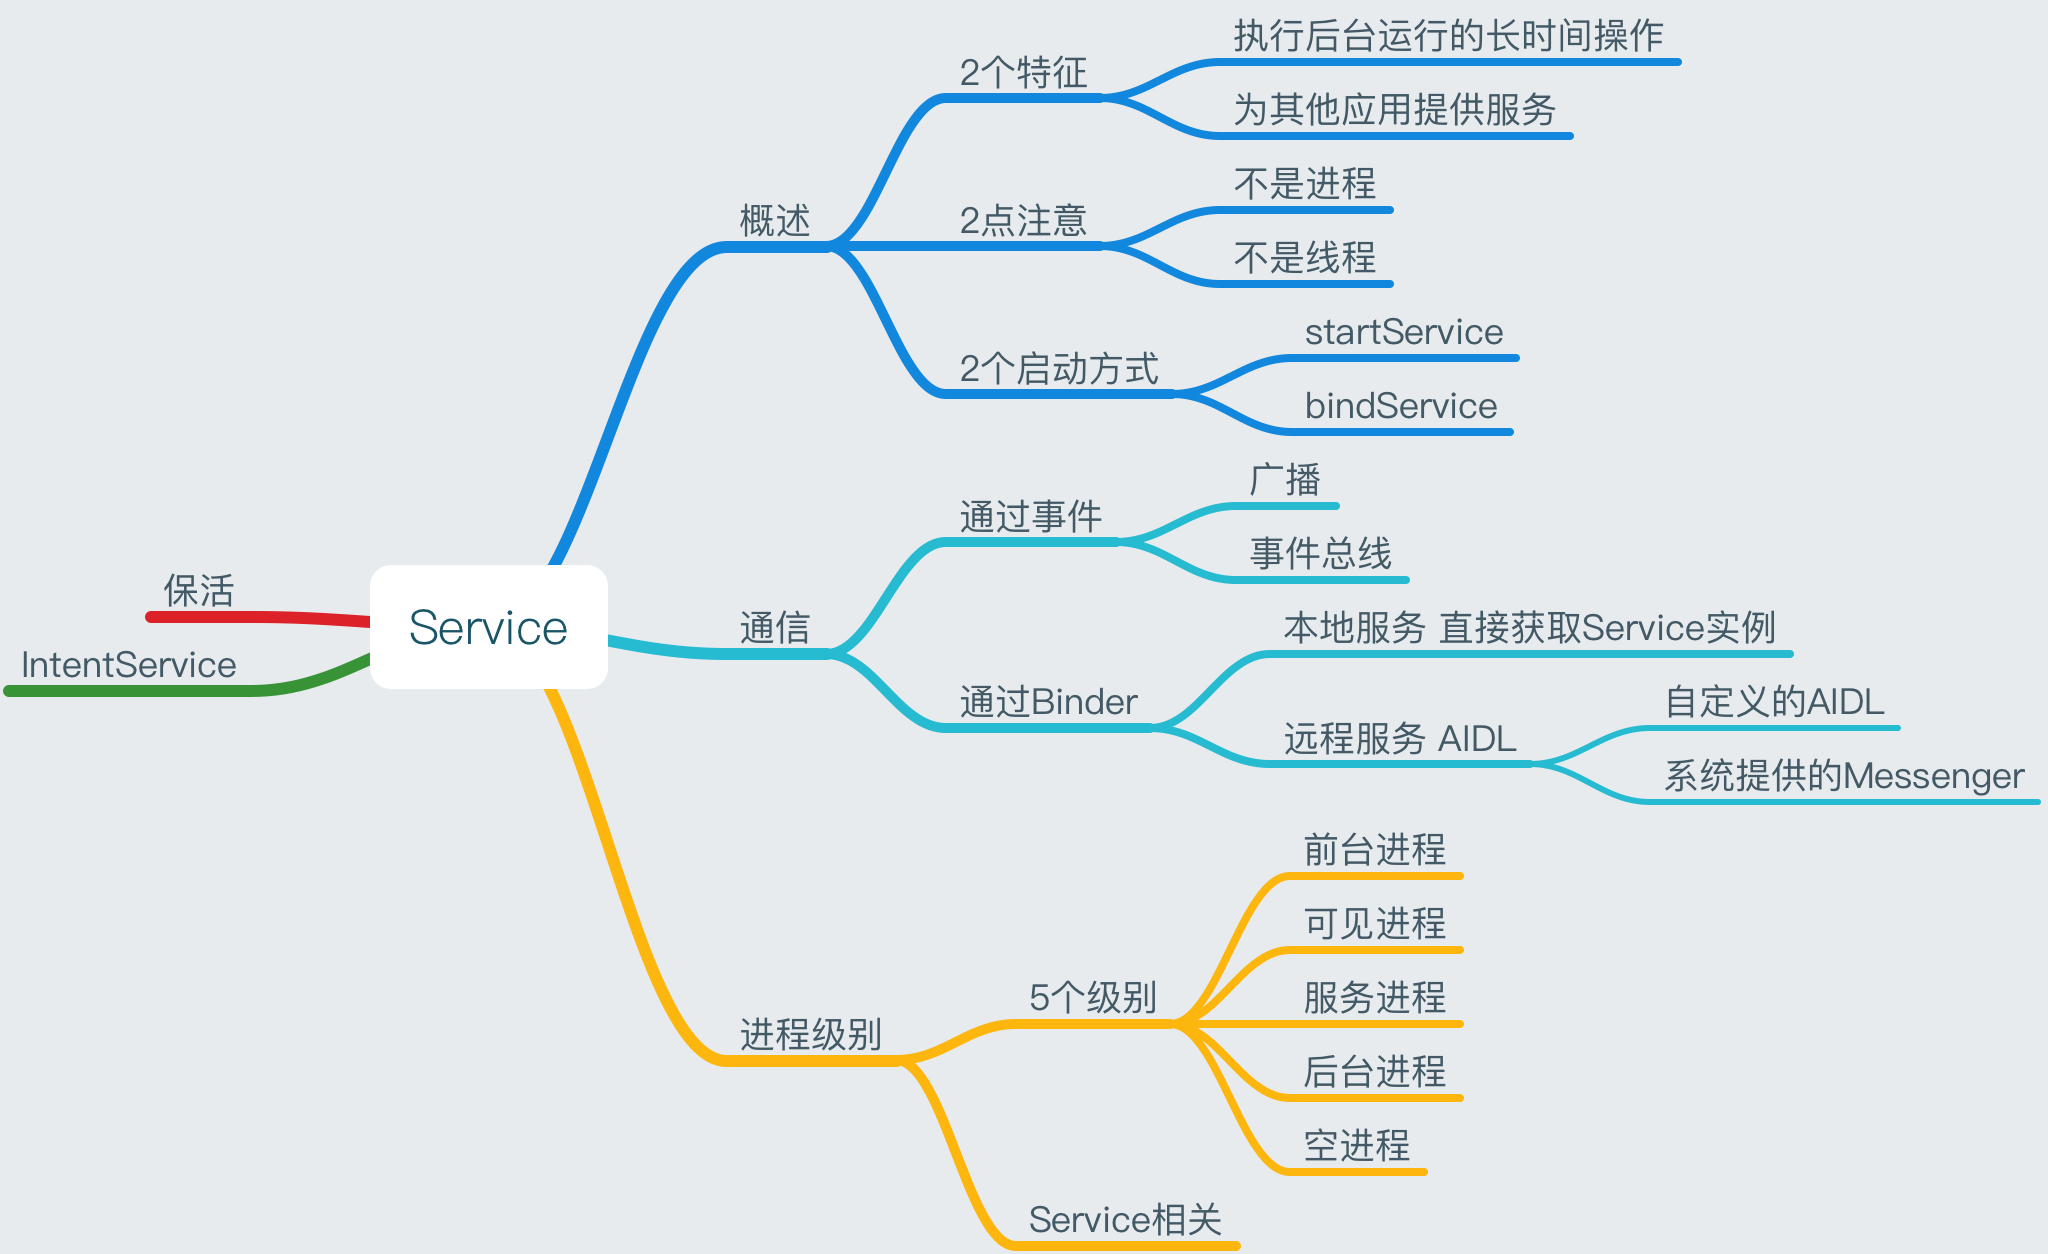 执行后台运行的长时间操作
2个特征
为其他应用提供服务
不是进程
概述
2点注意
不是线程
startService
2个启动方式
bindService
广播
通过事件
事件总线
保活
Service
通信
本地服务 直接获取Service实例
IntentService
通过Binder
自定义的AIDL
远程服务 AIDL
系统提供的Messenger
前台进程
可见进程
5个级别
服务进程
进程级别
后台进程
空进程
Service相关